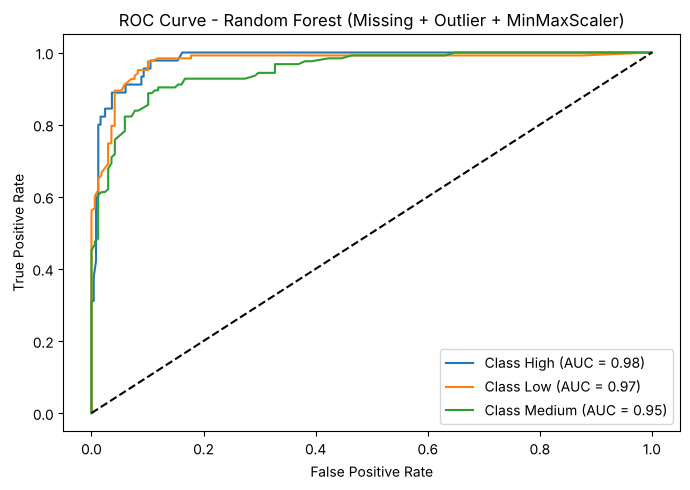 ROC Curve - Random Forest (Missing + Outlier + MinMaxScaler)
True Positive Rate
1.0
0.8
0.6
0.4
0.2
0.0
Class High (AUC = 0.98)
Class Low (AUC = 0.97)
Class Medium (AUC = 0.95)
0.0 0.2 0.4 0.6 0.8 1.0
False Positive Rate